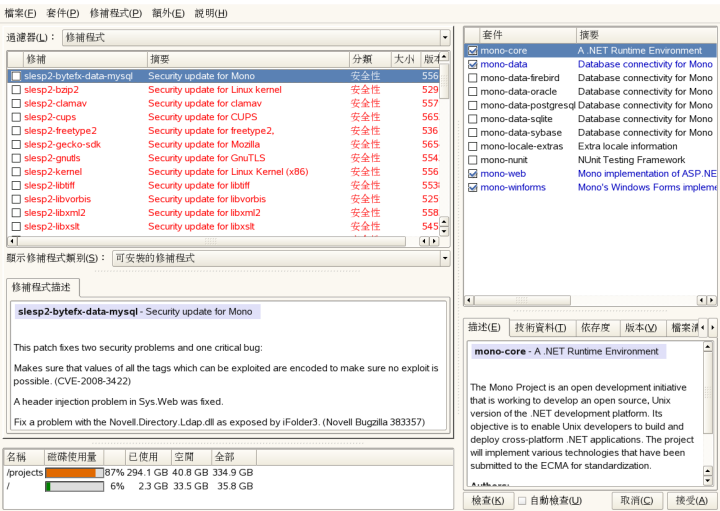 檔案(F) 套件(P) 修補程式(P) 額外(E) 說明(H)
過濾器(L)： 修補程式
修補 摘要 分類 大小 版本
slesp2-bytefx-data-mysql Security update for Mono 安全性 556
slesp2-bzip2 Security update for Linux kernel 安全性 529
slesp2-clamav Security update for clamav 安全性 557
slesp2-cups Security update for CUPS 安全性 565
slesp2-freetype2 Security update for freetype2, 安全性 536
slesp2-gecko-sdk Security update for Mozilla 安全性 565
slesp2-gnutls Security update for GnuTLS 安全性 554
slesp2-kernel Security update for Linux Kernel (x86) 安全性 556
slesp2-libtiff Security update for libtiff 安全性 553
slesp2-libvorbis Security update for libvorbis 安全性 525
slesp2-libxml2 Security update for libxml2 安全性 558
slesp2-libxslt Security update for libxslt 安全性 545
顯示修補程式類別(S)： 可安裝的修補程式
修補程式描述
slesp2-bytefx-data-mysql - Security update for Mono
This patch fixes two security problems and one critical bug:
Makes sure that values of all the tags which can be exploited are encoded to make sure no exploit is
possible. (CVE-2008-3422)
A header injection problem in Sys.Web was fixed.
Fix a problem with the Novell.Directory.Ldap.dll as exposed by iFolder3. (Novell Bugzilla 383357)
名稱 磁碟使用量 已使用 空閒 全部
/projects 87% 294.1 GB 40.8 GB 334.9 GB
/ 6% 2.3 GB 33.5 GB 35.8 GB
套件 摘要
mono-core A .NET Runtime Environment
mono-data Database connectivity for Mono
mono-data-firebird Database connectivity for Mono
mono-data-oracle Database connectivity for Mono
mono-data-postgresql Database connectivity for Mono
mono-data-sqlite Database connectivity for Mono
mono-data-sybase Database connectivity for Mono
mono-locale-extras Extra locale information
mono-nunit NUnit Testing Framework
mono-web Mono implementation of ASP.NE
mono-winforms Mono's Windows Forms impleme
描述(E) 技術資料(T) 依存度 版本(V) 檔案清
mono-core - A .NET Runtime Environment
The Mono Project is an open development initiative
that is working to develop an open source, Unix
version of the .NET development platform. Its
objective is to enable Unix developers to build and
deploy cross-platform .NET applications. The project
will implement various technologies that have been
submitted to the ECMA for standardization.
Authors:
檢查(K) 自動檢查(U) 取消(C) 接受(A)